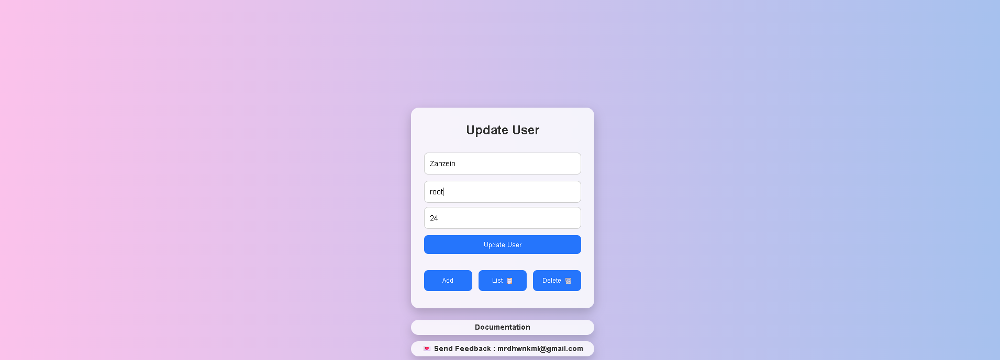 Update User
Zanzein
root
24
Update User
Add
List
Delete
Documentation
Send Feedback : mrdhwnkml@gmail.com